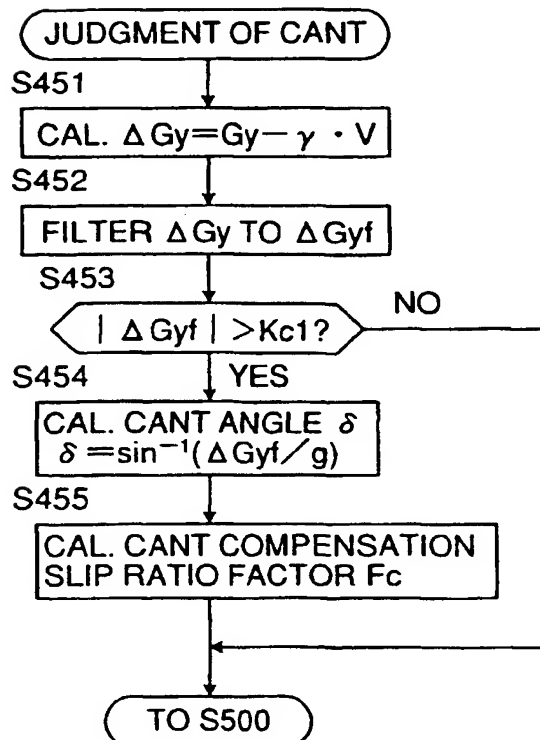 JUDGMENT OF CANT
S451
CAL. ΔGy=Gy−γ・V
S452
FILTER ΔGy TO ΔGyf
S453
| ΔGyf | >Kc1?
NO
S454
YES
CAL. CANT ANGLE δ
δ=sin⁻¹(ΔGyf/g)
S455
CAL. CANT COMPENSATION
SLIP RATIO FACTOR Fc
TO S500